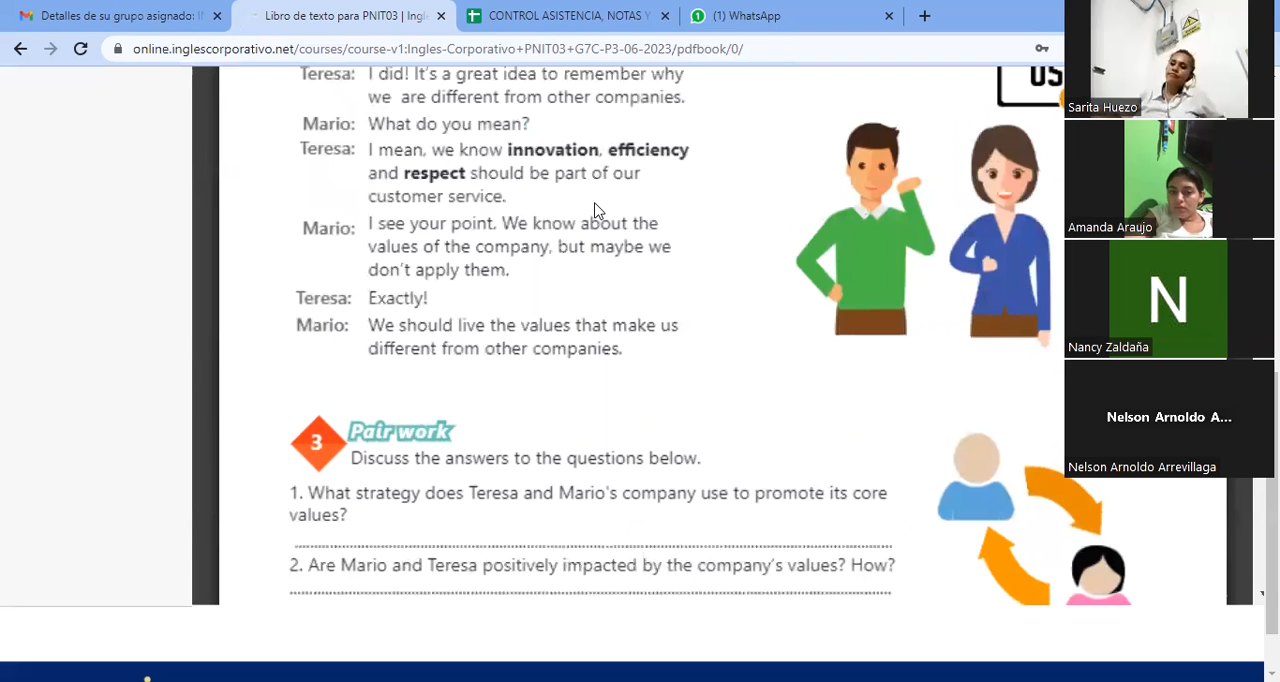 Detalles de su grupo asignado: I
Libro de texto para PNIT03 | Ingl
CONTROL ASISTENCIA, NOTAS Y
(1) WhatsApp
online.inglescorporativo.net/courses/course-v1:Ingles-Corporativo+PNIT03+G7C-P3-06-2023/pdfbook/0/
Teresa: I did! It's a great idea to remember why
we are different from other companies.
Mario: What do you mean?
Teresa: I mean, we know innovation, efficiency
and respect should be part of our
customer service.
Mario: I see your point. We know about the
values of the company, but maybe we
don't apply them.
Teresa: Exactly!
Mario: We should live the values that make us
different from other companies.
US
3 Pair work
Discuss the answers to the questions below.
1. What strategy does Teresa and Mario's company use to promote its core
values?
2. Are Mario and Teresa positively impacted by the company's values? How?
Sarita Huezo
Amanda Araujo
N
Nancy Zaldaña
Nelson Arnoldo A...
Nelson Arnoldo Arrevillaga